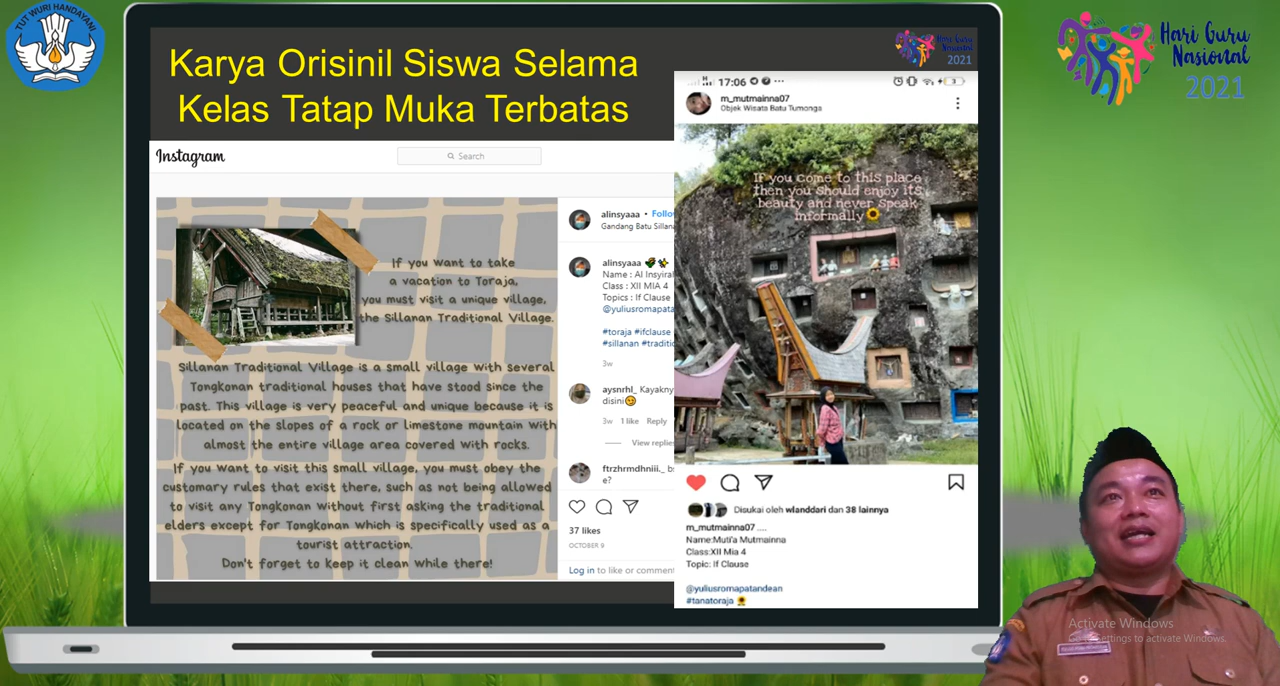 TUT WURI HANDAYANI
Karya Orisinil Siswa Selama
Kelas Tatap Muka Terbatas
Hari Guru
Nasional
2021
Hari Guru
Nasional
2021
Instagram
Search
If you want to take
a vacation to Toraja,
you must visit a unique village,
the Sillanan Traditional Village.
Sillanan Traditional Village is a small village with several
Tongkonan traditional houses that have stood since the
past. This village is very peaceful and unique because it is
located on the slopes of a rock or limestone mountain with
almost the entire village area covered with rocks.
If you want to visit this small village, you must obey the
customary rules that exist there, such as not being allowed
to visit any Tongkonan without first asking the traditional
elders except for Tongkonan which is specifically used as a
tourist attraction.
Don't forget to keep it clean while there!
alinsyaaa • Follo
Gandang Batu Sillana
alinsyaaa
Name : Al Insyirah
Class : XII MIA 4
Topics : If Clause
@yuliusromapata
#toraja #ifclause
#sillanan #traditio
3w
aysnrhl_ Kayakny
disini
3w 1 like Reply
View replies
ftrzhrmdhniii._ bs
e?
37 likes
OCTOBER 9
Log in to like or comment
17:06
m_mutmainna07
Objek Wisata Batu Tumonga
If you come to this place
then you should enjoy its
beauty and never speak
informally
Disukai oleh wlanddari dan 38 lainnya
m_mutmainna07 ....
Name:Muti'a Mutmainna
Class:XII Mia 4
Topic: If Clause
@yuliusromapatandean
#tanatoraja
Activate Windows
Settings to activate Windows.